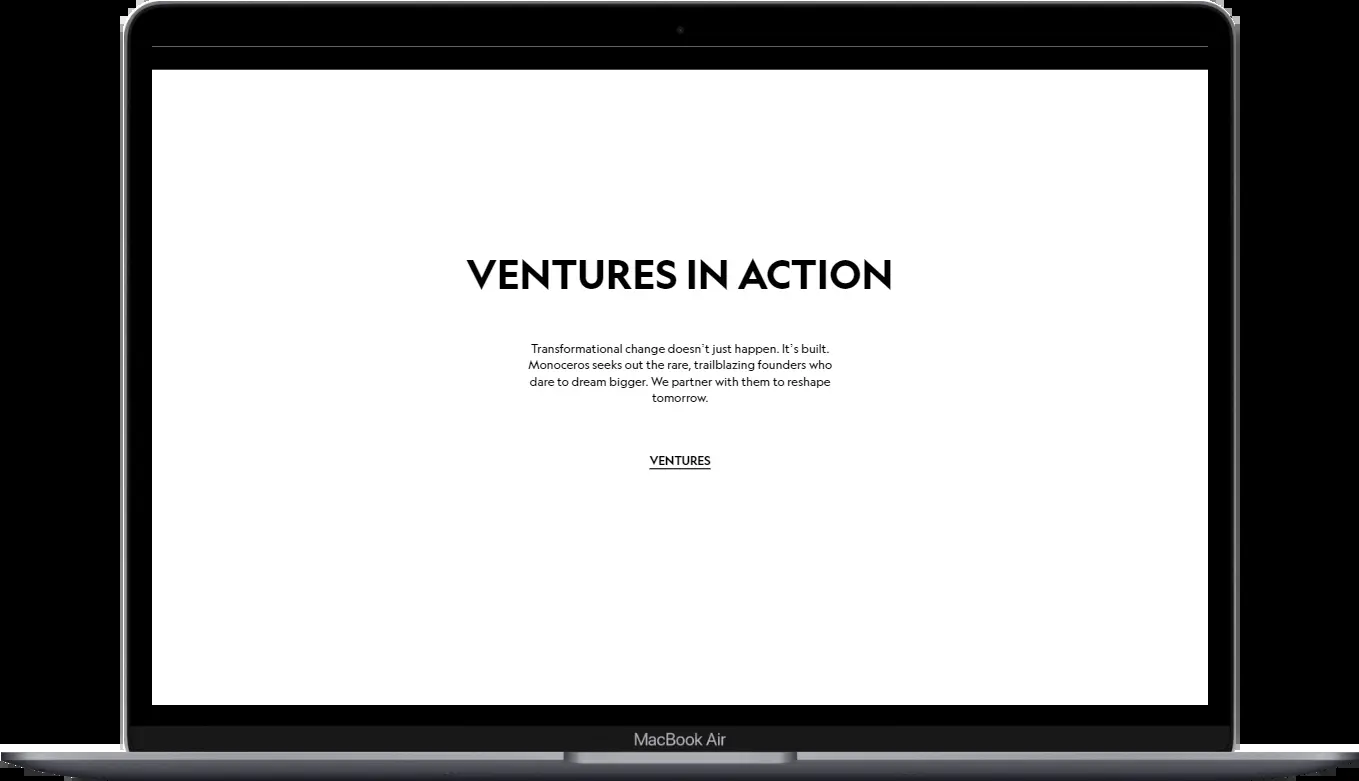 VENTURES IN ACTION
Transformational change doesn't just happen. It's built.
Monoceros seeks out the rare, trailblazing founders who
dare to dream bigger. We partner with them to reshape
tomorrow.
VENTURES
MacBook Air